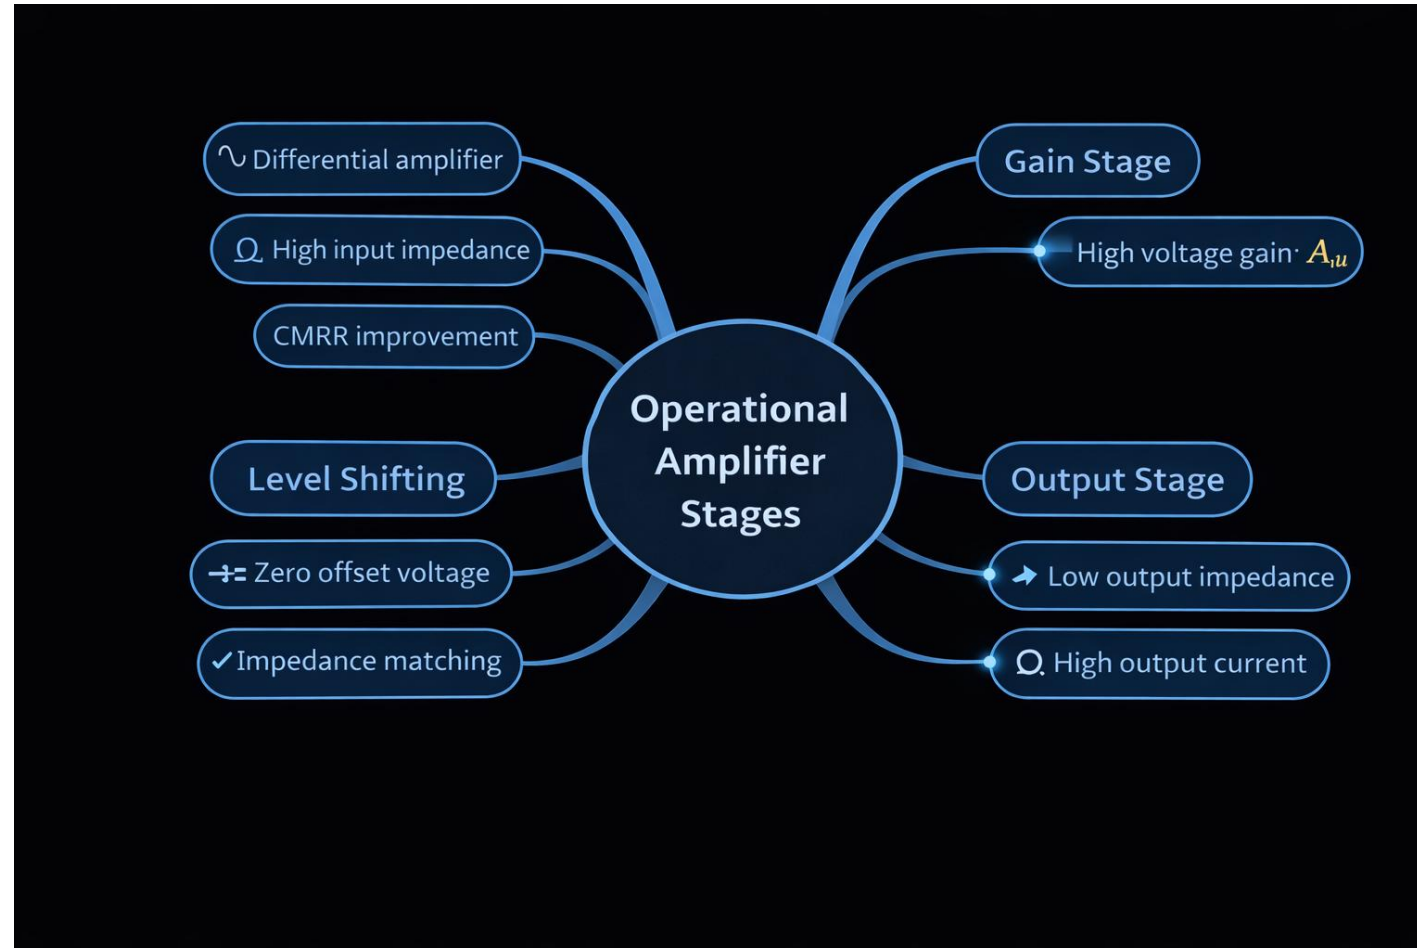 Differential amplifier
High input impedance
CMRR improvement
Level Shifting
Zero offset voltage
Impedance matching
Operational
Amplifier
Stages
Gain Stage
High voltage gain· A,u
Output Stage
Low output impedance
High output current